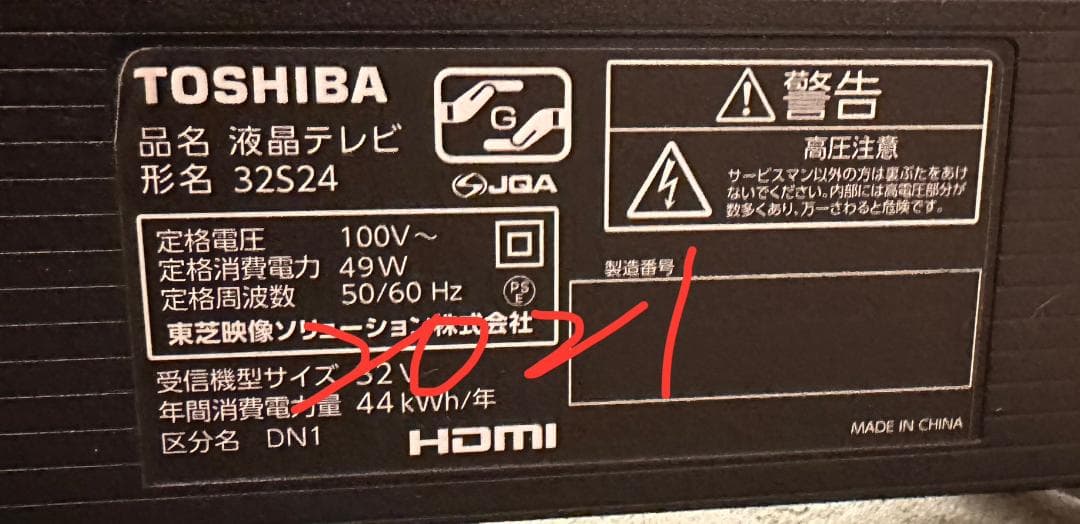 TOSHIBA
品名 液晶テレビ
形名 32S24
G
JQA
定格電圧 100V～
定格消費電力 49W
定格周波数 50/60 Hz
PS
E
東芝映像ソリューション株式会社
受信機型サイズ 32V
年間消費電力量 44kWh/年
区分名 DN1
HDMI
警告
高圧注意
サービスマン以外の方は裏ぶたをあけ
ないでください。内部には高電圧部分が
数多くあり、万一さわると危険です。
製造番号
2021
MADE IN CHINA